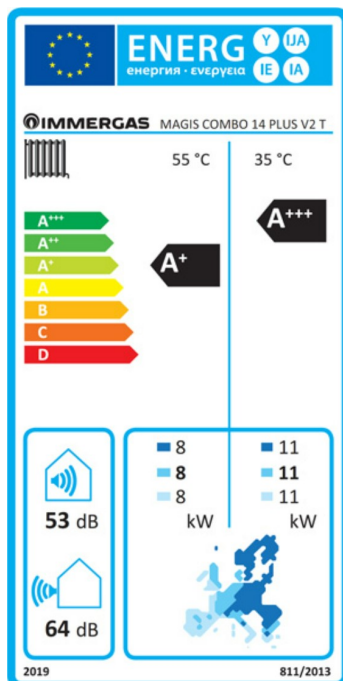 ENERG Y IJA
енергия · ενεργεια IE IA
IMMERGAS MAGIS COMBO 14 PLUS V2 T
55 °C 35 °C
A+++
A+++
A++
A+
A+
A
B
C
D
8 11
8 11
8 11
kW kW
53 dB
64 dB
2019 811/2013